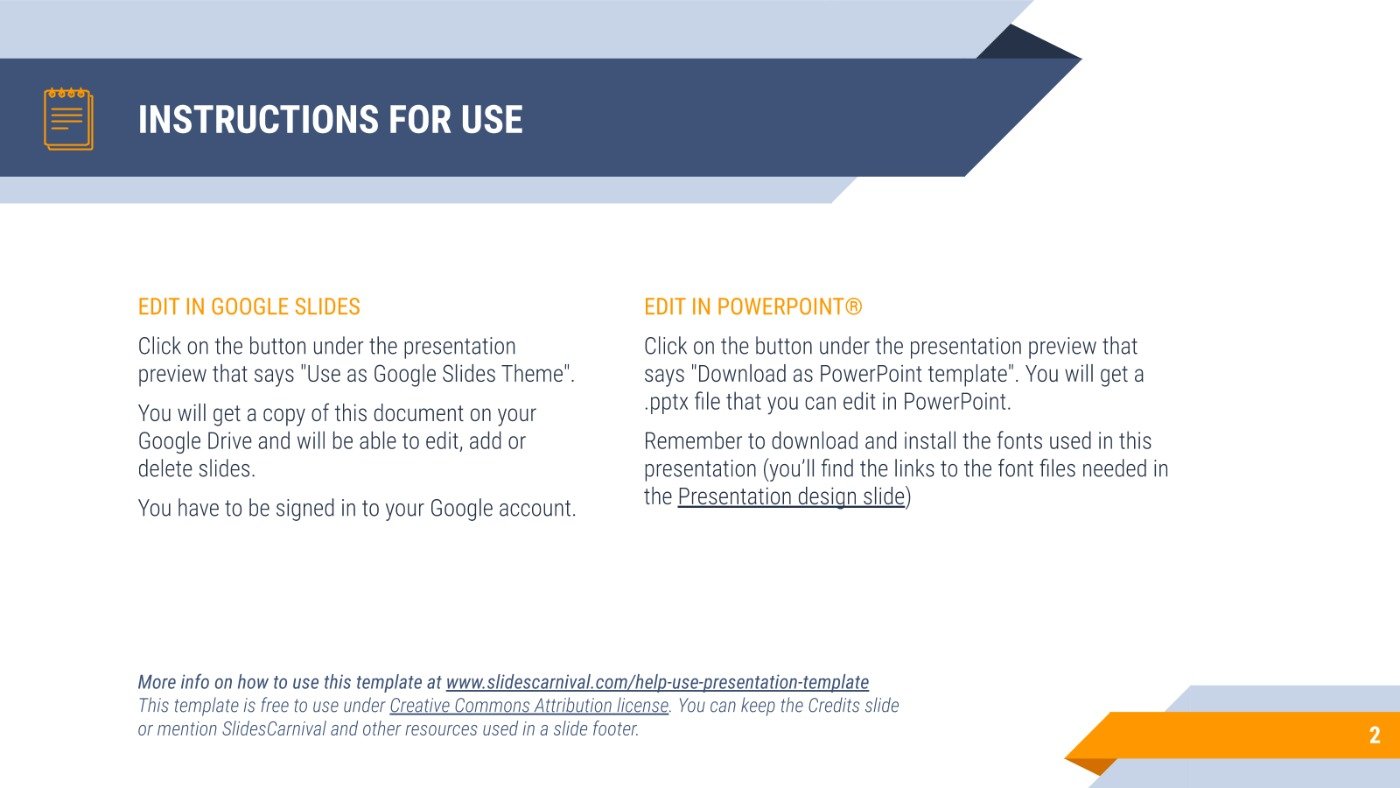 INSTRUCTIONS FOR USE
EDIT IN GOOGLE SLIDES
Click on the button under the presentation
preview that says "Use as Google Slides Theme".
You will get a copy of this document on your
Google Drive and will be able to edit, add or
delete slides.
You have to be signed in to your Google account.
EDIT IN POWERPOINT®
Click on the button under the presentation preview that
says "Download as PowerPoint template". You will get a
.pptx file that you can edit in PowerPoint.
Remember to download and install the fonts used in this
presentation (you’ll find the links to the font files needed in
the Presentation design slide)
More info on how to use this template at www.slidescarnival.com/help-use-presentation-template
This template is free to use under Creative Commons Attribution license. You can keep the Credits slide
or mention SlidesCarnival and other resources used in a slide footer.
2